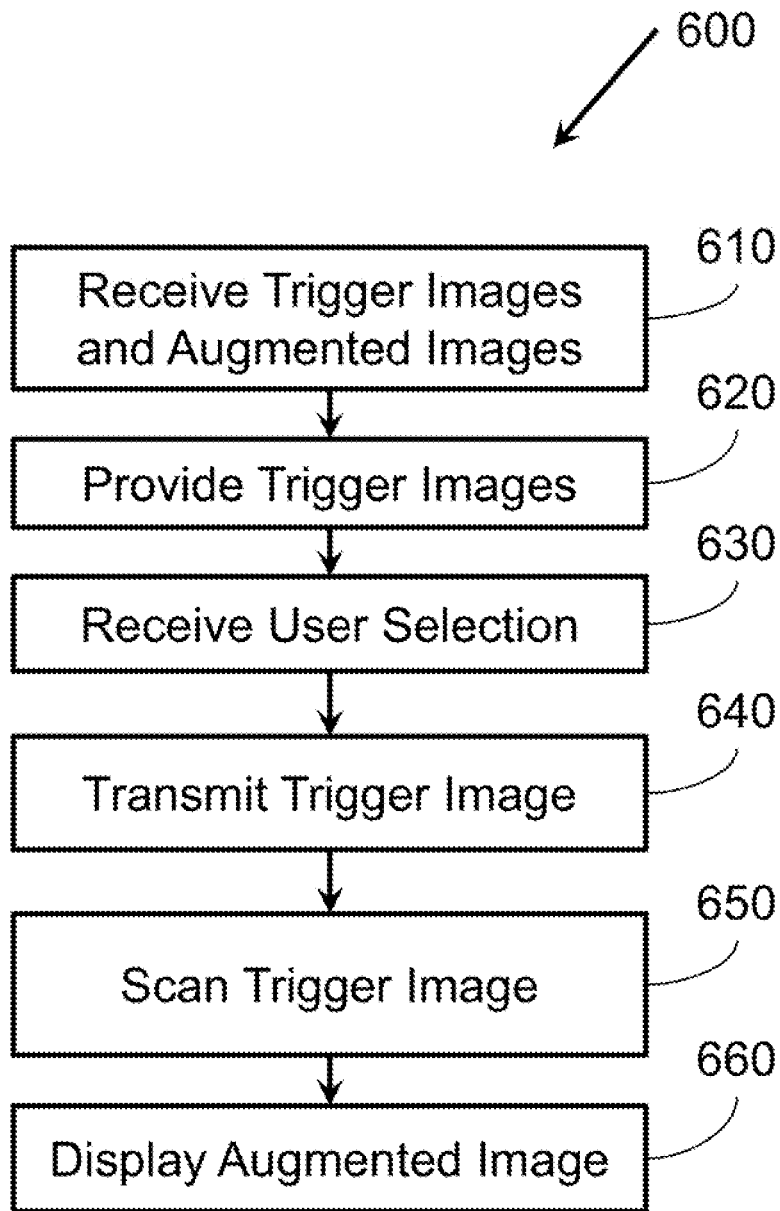 600
610
Receive Trigger Images
and Augmented Images
620
Provide Trigger Images
630
Receive User Selection
640
Transmit Trigger Image
650
Scan Trigger Image
660
Display Augmented Image